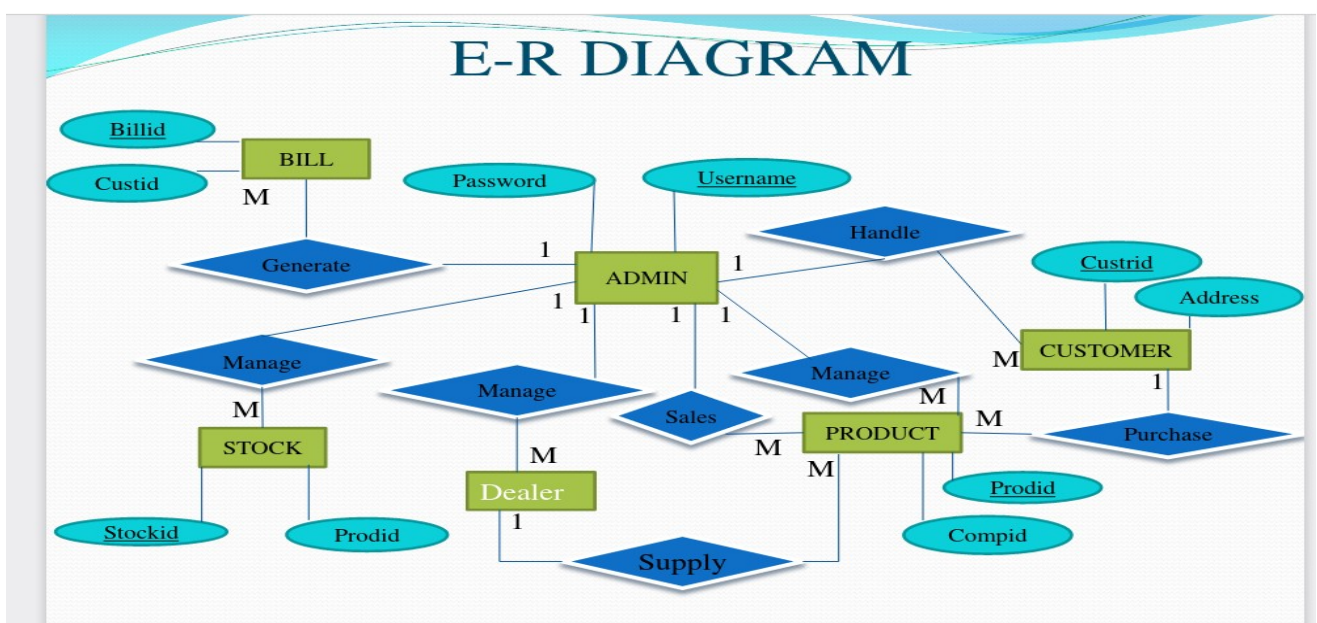 E-R DIAGRAM
Billid
BILL
Custid
M
Password
Username
Generate
1
ADMIN
1
Handle
Custrid
Address
1
1
1
1
M
CUSTOMER
1
Manage
M
STOCK
Manage
Sales
Manage
M
M
PRODUCT
M
Purchase
M
M
Dealer
1
Stockid
Prodid
Prodid
Compid
Supply